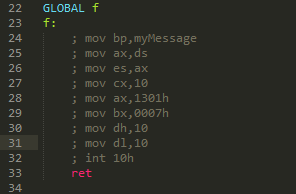 22 GLOBAL f
23 f:
24 ; mov bp,myMessage
25 ; mov ax,ds
26 ; mov es,ax
27 ; mov cx,10
28 ; mov ax,1301h
29 ; mov bx,0007h
30 ; mov dh,10
31 ; mov dl,10
32 ; int 10h
33 ret
34